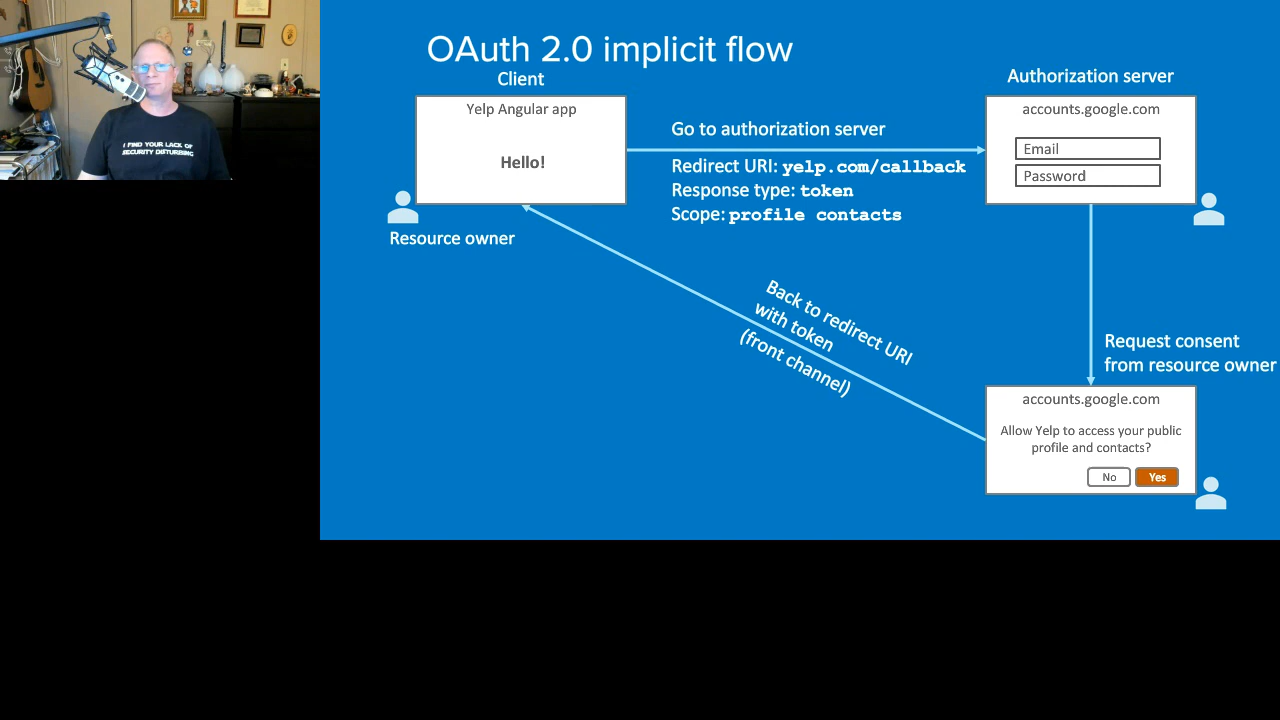 OAuth 2.0 implicit flow
Client
Authorization server
Yelp Angular app
Hello!
Go to authorization server
Redirect URI: yelp.com/callback
Response type: token
Scope: profile contacts
accounts.google.com
Email
Password
Resource owner
I FIND YOUR LACK OF
SECURITY DISTURBING
Back to redirect URI
with token
(front channel)
Request consent
from resource owner
accounts.google.com
Allow Yelp to access your public
profile and contacts?
No
Yes